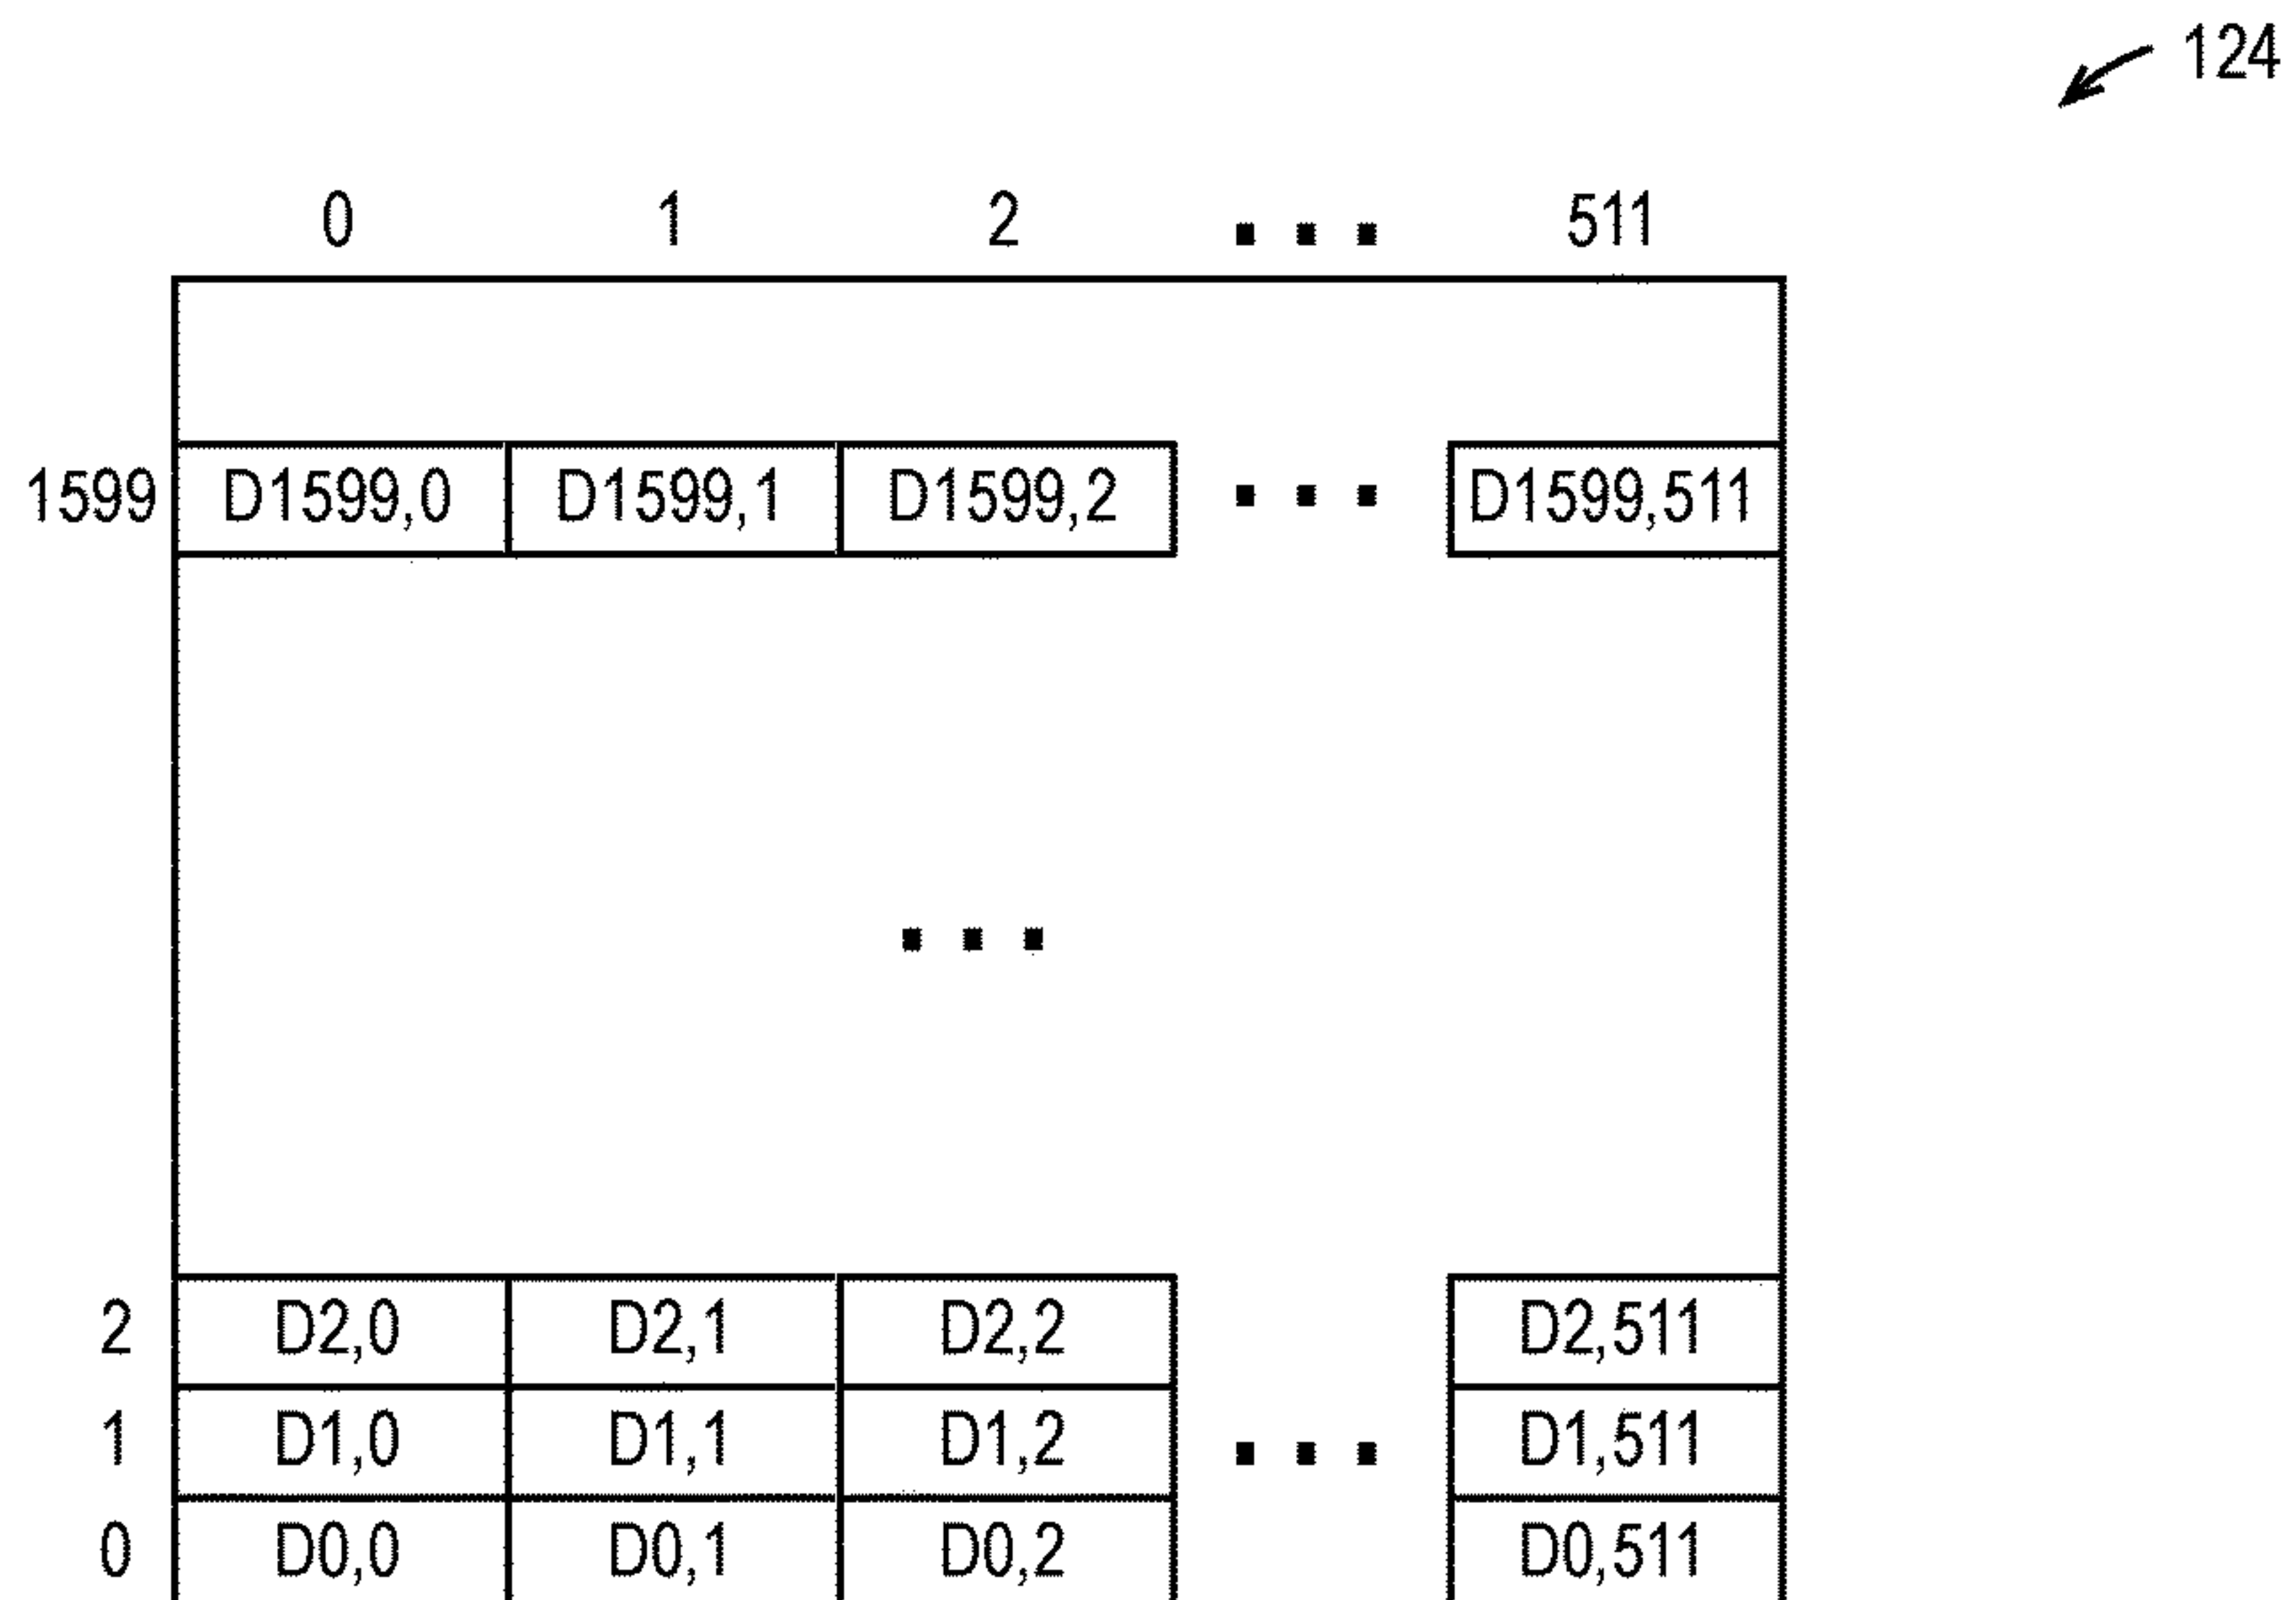 124
0 1 2 ... 511
1599 D1599,0 D1599,1 D1599,2 ... D1599,511
...
2 D2,0 D2,1 D2,2 D2,511
1 D1,0 D1,1 D1,2 ... D1,511
0 D0,0 D0,1 D0,2 D0,511